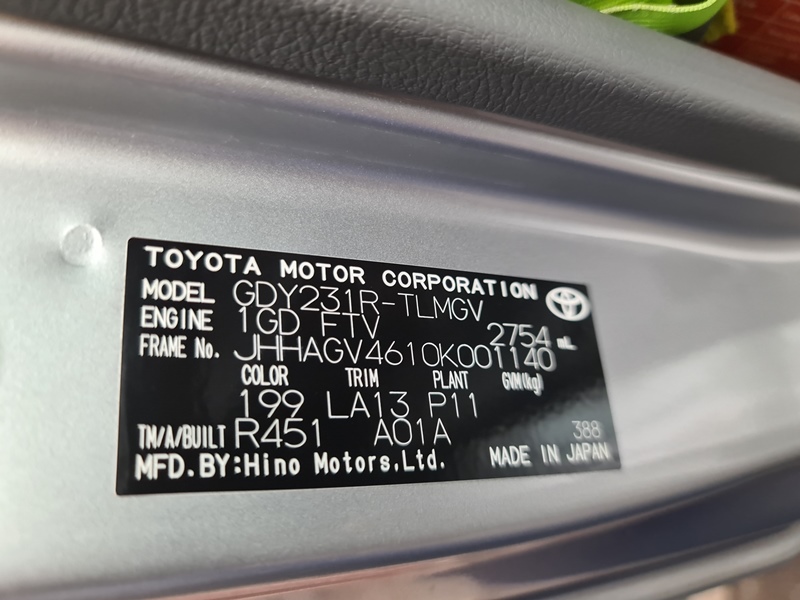 TOYOTA MOTOR CORPORATION
MODEL GDY231R-TLMGV
ENGINE 1GD FTV 2754 mL
FRAME No. JHHAGV4610K001140
COLOR TRIM PLANT GVM(kg)
199 LA13 P11
TM/A/BUILT R451 A01A 388
MFD.BY:Hino Motors,Ltd. MADE IN JAPAN